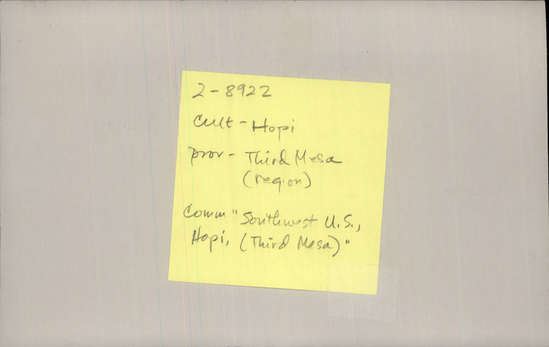 2-8922
Cult - Hopi
prov - Third Mesa
(region)
Comm "Southwest U.S.,
Hopi, (Third Mesa)"